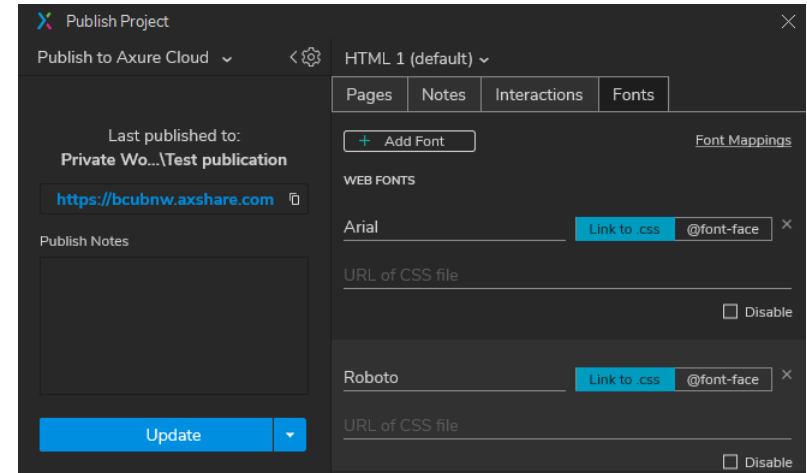 Publish Project
Publish to Axure Cloud
Last published to:
Private Wo...\Test publication
https://bcubnw.axshare.com
Publish Notes
Update
HTML 1 (default)
Pages Notes Interactions Fonts
+ Add Font Font Mappings
WEB FONTS
Arial Link to .css @font-face
URL of CSS file
Disable
Roboto Link to .css @font-face
URL of CSS file
Disable